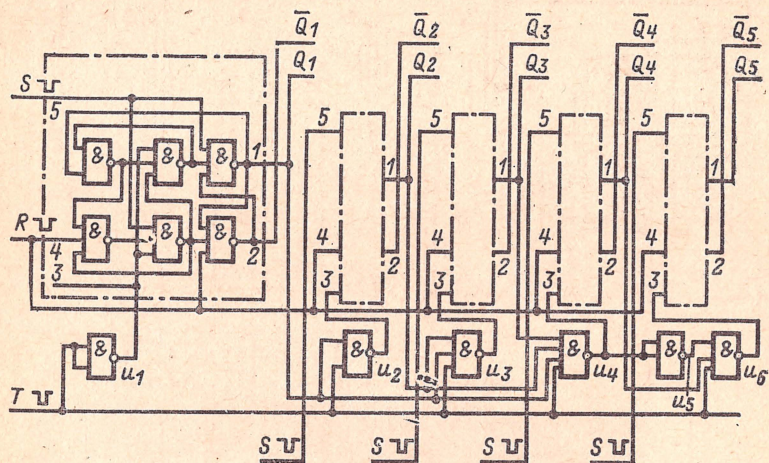 Q̄1 Q̄2 Q̄3 Q̄4 Q̄5
Q1 Q2 Q3 Q4 Q5
S
5 5 5 5 5
& & & 1 1 1 1 1
R & & & 2 2 2 2 2
4 4 4 4 4
3 3 3 3 3
& u1 & u2 & u3 & u4 & u5 & u6
T
S S S S